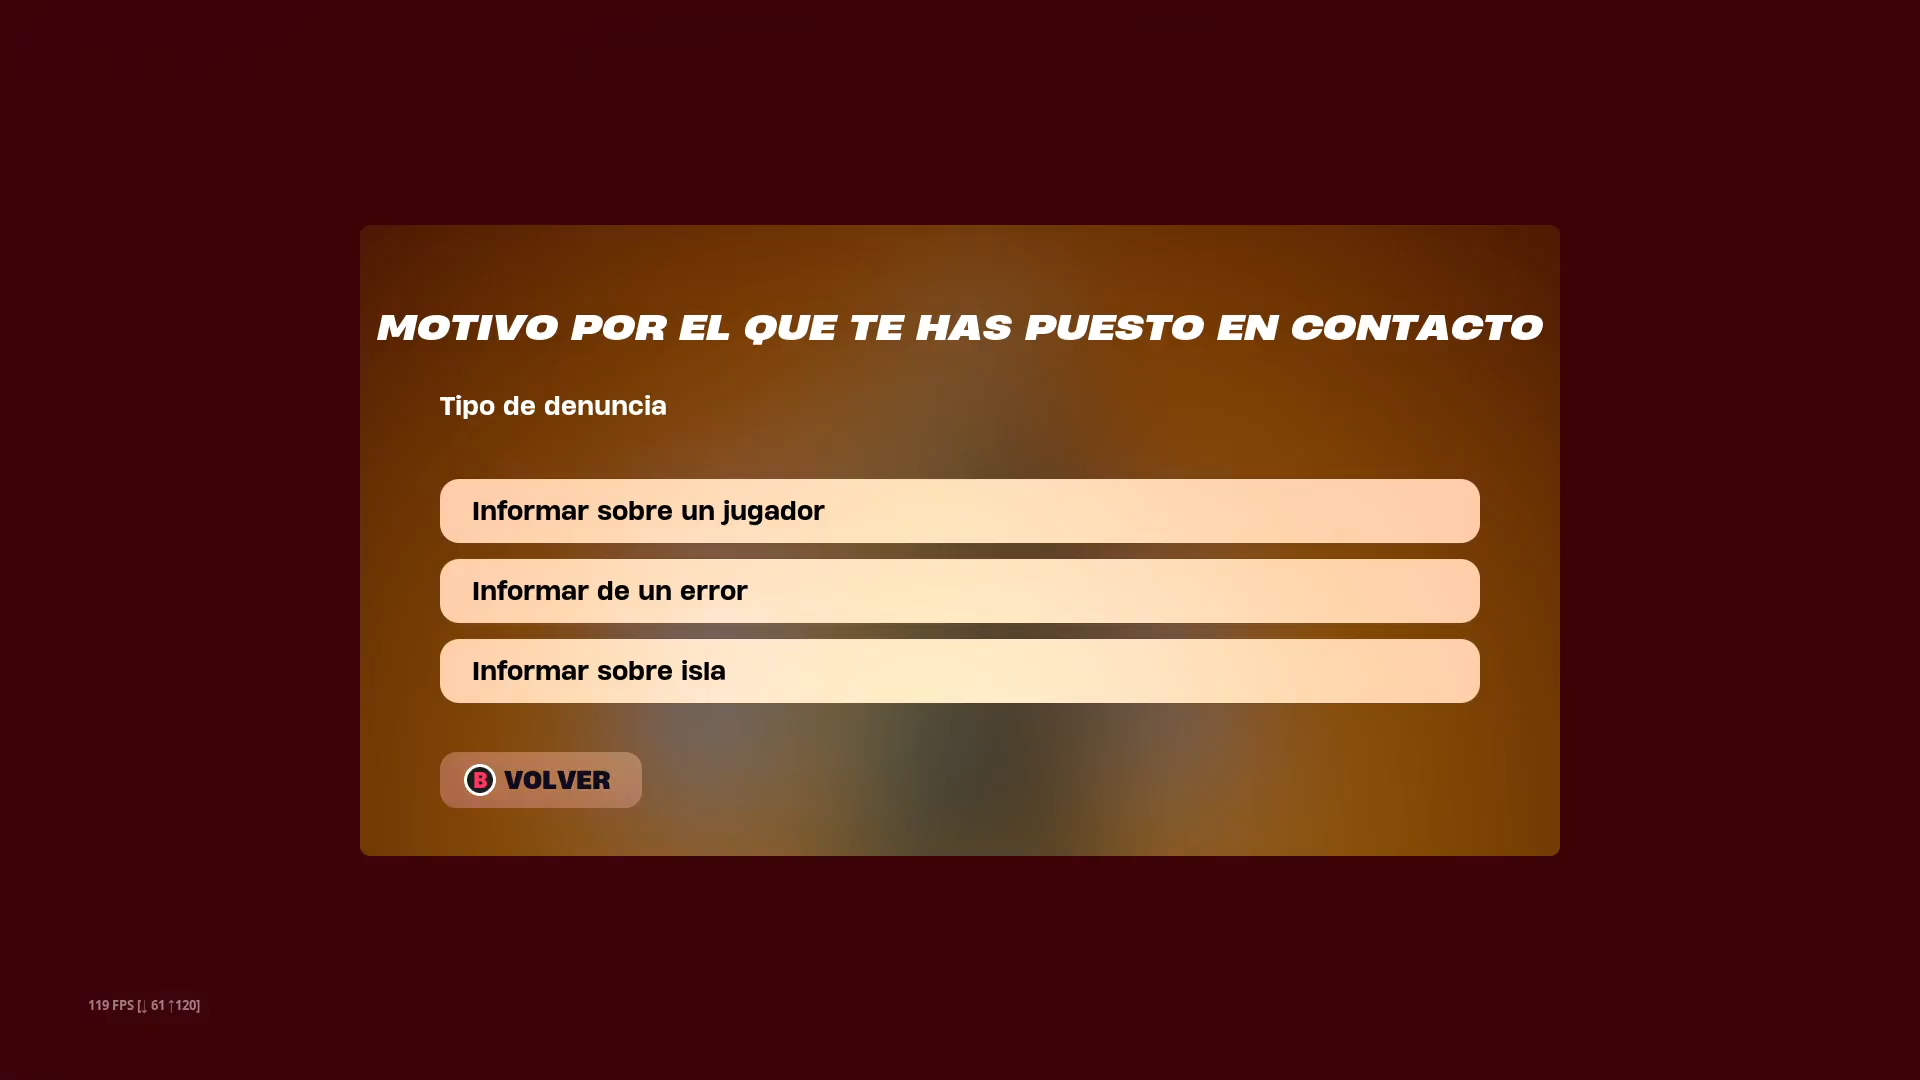 MOTIVO POR EL QUE TE HAS PUESTO EN CONTACTO
Tipo de denuncia
Informar sobre un jugador
Informar de un error
Informar sobre isla
B VOLVER
119 FPS [↓ 61 ↑120]